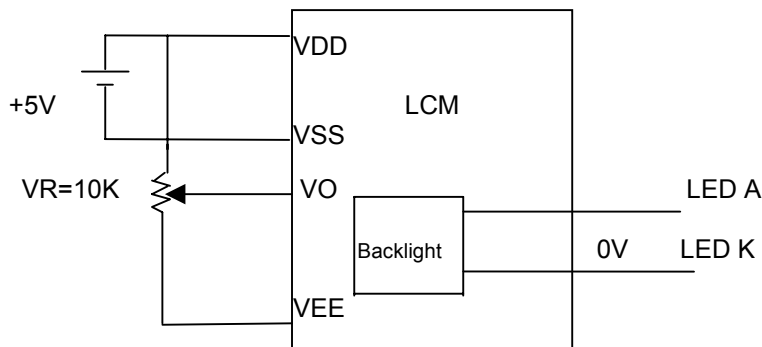 VDD
LCM
+5V
VSS
VR=10K
VO
LED A
Backlight
0V
LED K
VEE